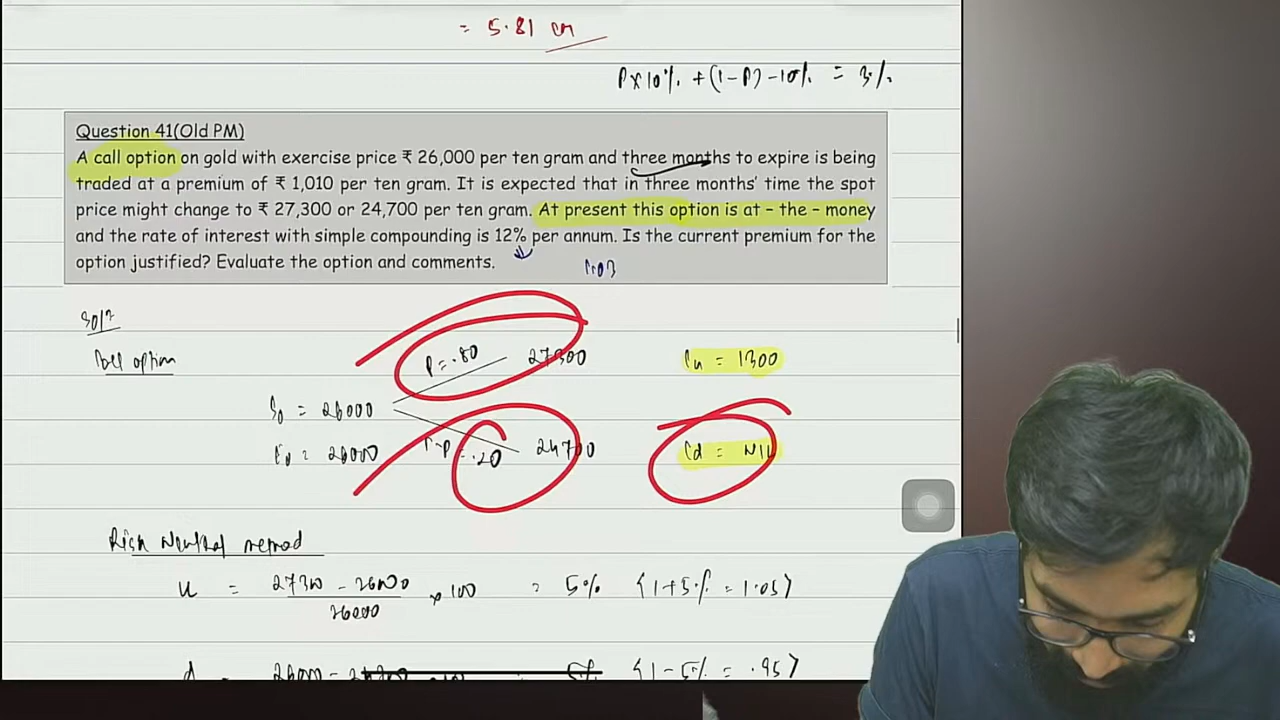 = 5.81 cm
P×10% + (1-P) -10% = 3%
Question 41(Old PM)
A call option on gold with exercise price ₹ 26,000 per ten gram and three months to expire is being
traded at a premium of ₹ 1,010 per ten gram. It is expected that in three months' time the spot
price might change to ₹ 27,300 or 24,700 per ten gram. At present this option is at – the – money
and the rate of interest with simple compounding is 12% per annum. Is the current premium for the
option justified? Evaluate the option and comments.
1.03
Soln
Call option
P = .80 27300 Cu = 1300
S0 = 26000
= 26000 1-P = .20 24700 Cd = NIL
Risk Neutral method
u = 27300 - 26000 / 26000 × 100 = 5% {1+5% = 1.05}
d = 5% {1-5% = .95}